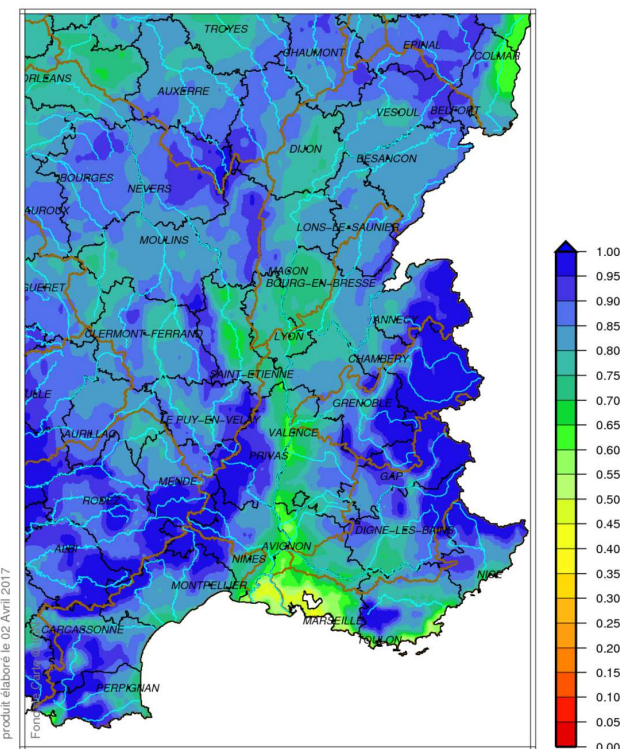 TROYES
CHAUMONT
EPINAL
COLMAR
ORLEANS
AUXERRE
VESOUL
BELFORT
DIJON
BESANCON
BOURGES
NEVERS
AUROUX
LONS-LE-SAUNIER
MOULINS
MACON
BOURG-EN-BRESSE
GUERET
ANNECY
CLERMONT-FERRAND
LYON
CHAMBERY
SAINT-ETIENNE
ULLE
GRENOBLE
LE PUY-EN-VELAY
AURILLAC
VALENCE
PRIVAS
MENDE
GAP
RODEZ
DIGNE-LES-BAINS
ALBI
AVIGNON
NIMES
NICE
MONTPELLIER
MARSEILLE
CARCASSONNE
TOULON
PERPIGNAN
produit élaboré le 02 Avril 2017
1.00
0.95
0.90
0.85
0.80
0.75
0.70
0.65
0.60
0.55
0.50
0.45
0.40
0.35
0.30
0.25
0.20
0.15
0.10
0.05
0.00